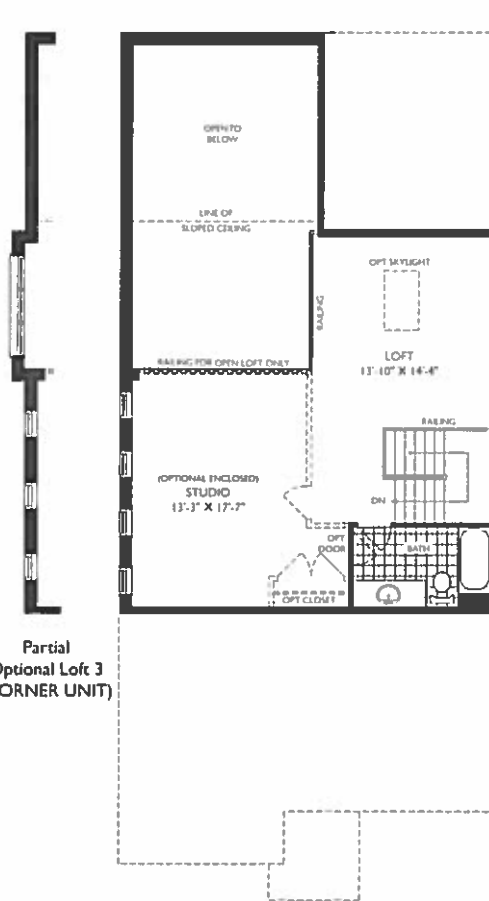 OPEN TO
BELOW
LINE OF
SLOPED CEILING
OPT SKYLIGHT
RAILING
LOFT
13'-10" X 14'-4"
RAILING FOR OPEN LOFT ONLY
RAILING
(OPTIONAL ENCLOSED)
STUDIO
13'-3" X 17'-7"
DN
OPT
DOOR
BATH
OPT CLOSET
Partial
Optional Loft 3
ORNER UNIT)